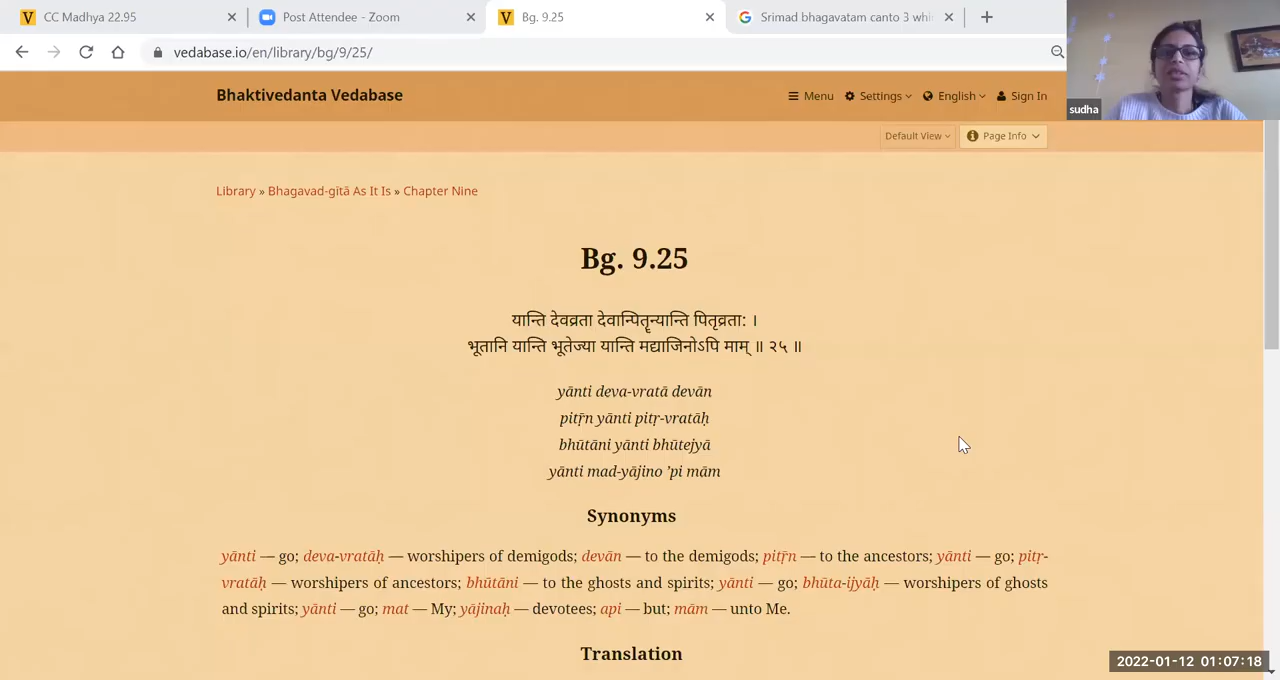 CC Madhya 22.95
Post Attendee - Zoom
Bg. 9.25
Srimad bhagavatam canto 3 whi
vedabase.io/en/library/bg/9/25/
Bhaktivedanta Vedabase
Menu
Settings
English
Sign In
sudha
Default View
Page Info
Library » Bhagavad-gītā As It Is » Chapter Nine
Bg. 9.25
यान्ति देवव्रता देवान्पितॄन्यान्ति पितृव्रता: ।
भूतानि यान्ति भूतेज्या यान्ति मद्याजिनोऽपि माम् ॥ २५ ॥
yānti deva-vratā devān
pitṝn yānti pitṛ-vratāḥ
bhūtāni yānti bhūtejyā
yānti mad-yājino ’pi mām
Synonyms
yānti — go; deva-vratāḥ — worshipers of demigods; devān — to the demigods; pitṝn — to the ancestors; yānti — go; pitṛ-
vratāḥ — worshipers of ancestors; bhūtāni — to the ghosts and spirits; yānti — go; bhūta-ijyāḥ — worshipers of ghosts
and spirits; yānti — go; mat — My; yājinaḥ — devotees; api — but; mām — unto Me.
Translation
2022-01-12 01:07:18